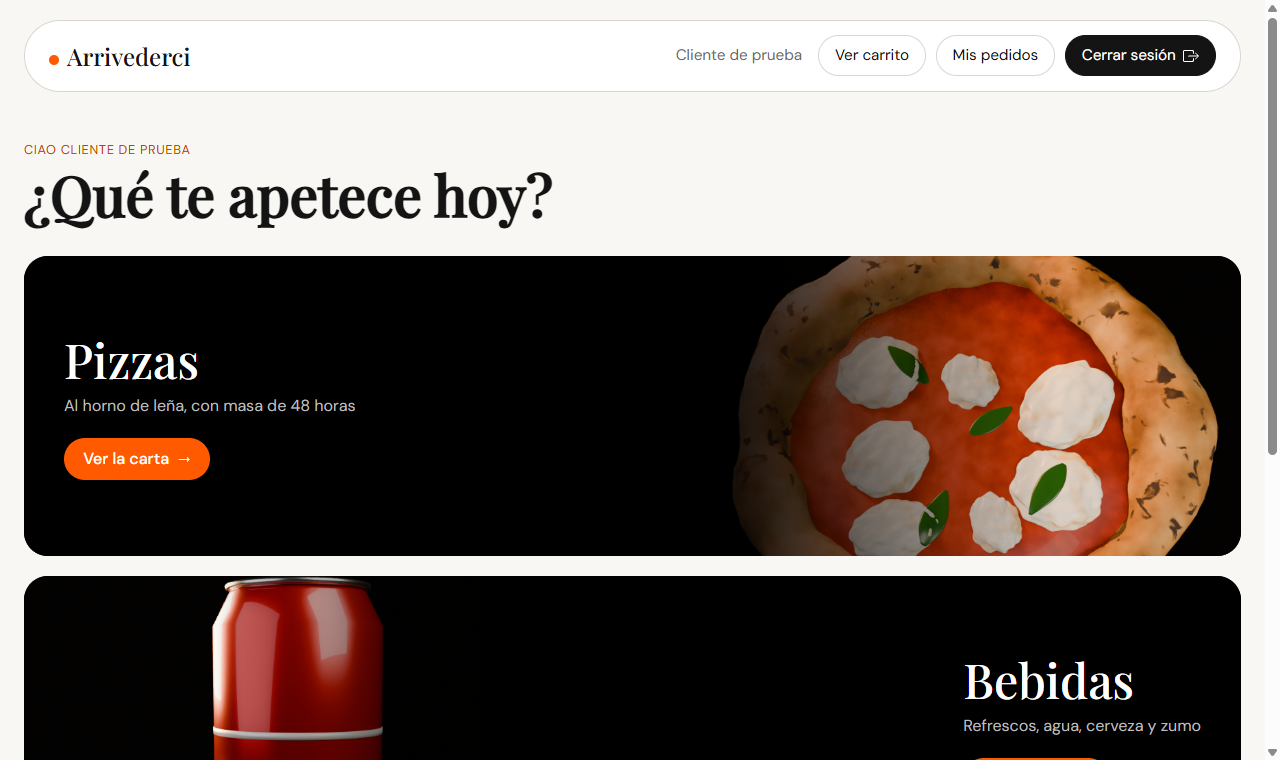 Arrivederci
Cliente de prueba
Ver carrito
Mis pedidos
Cerrar sesión
CIAO CLIENTE DE PRUEBA
¿Qué te apetece hoy?
Pizzas
Al horno de leña, con masa de 48 horas
Ver la carta →
Bebidas
Refrescos, agua, cerveza y zumo